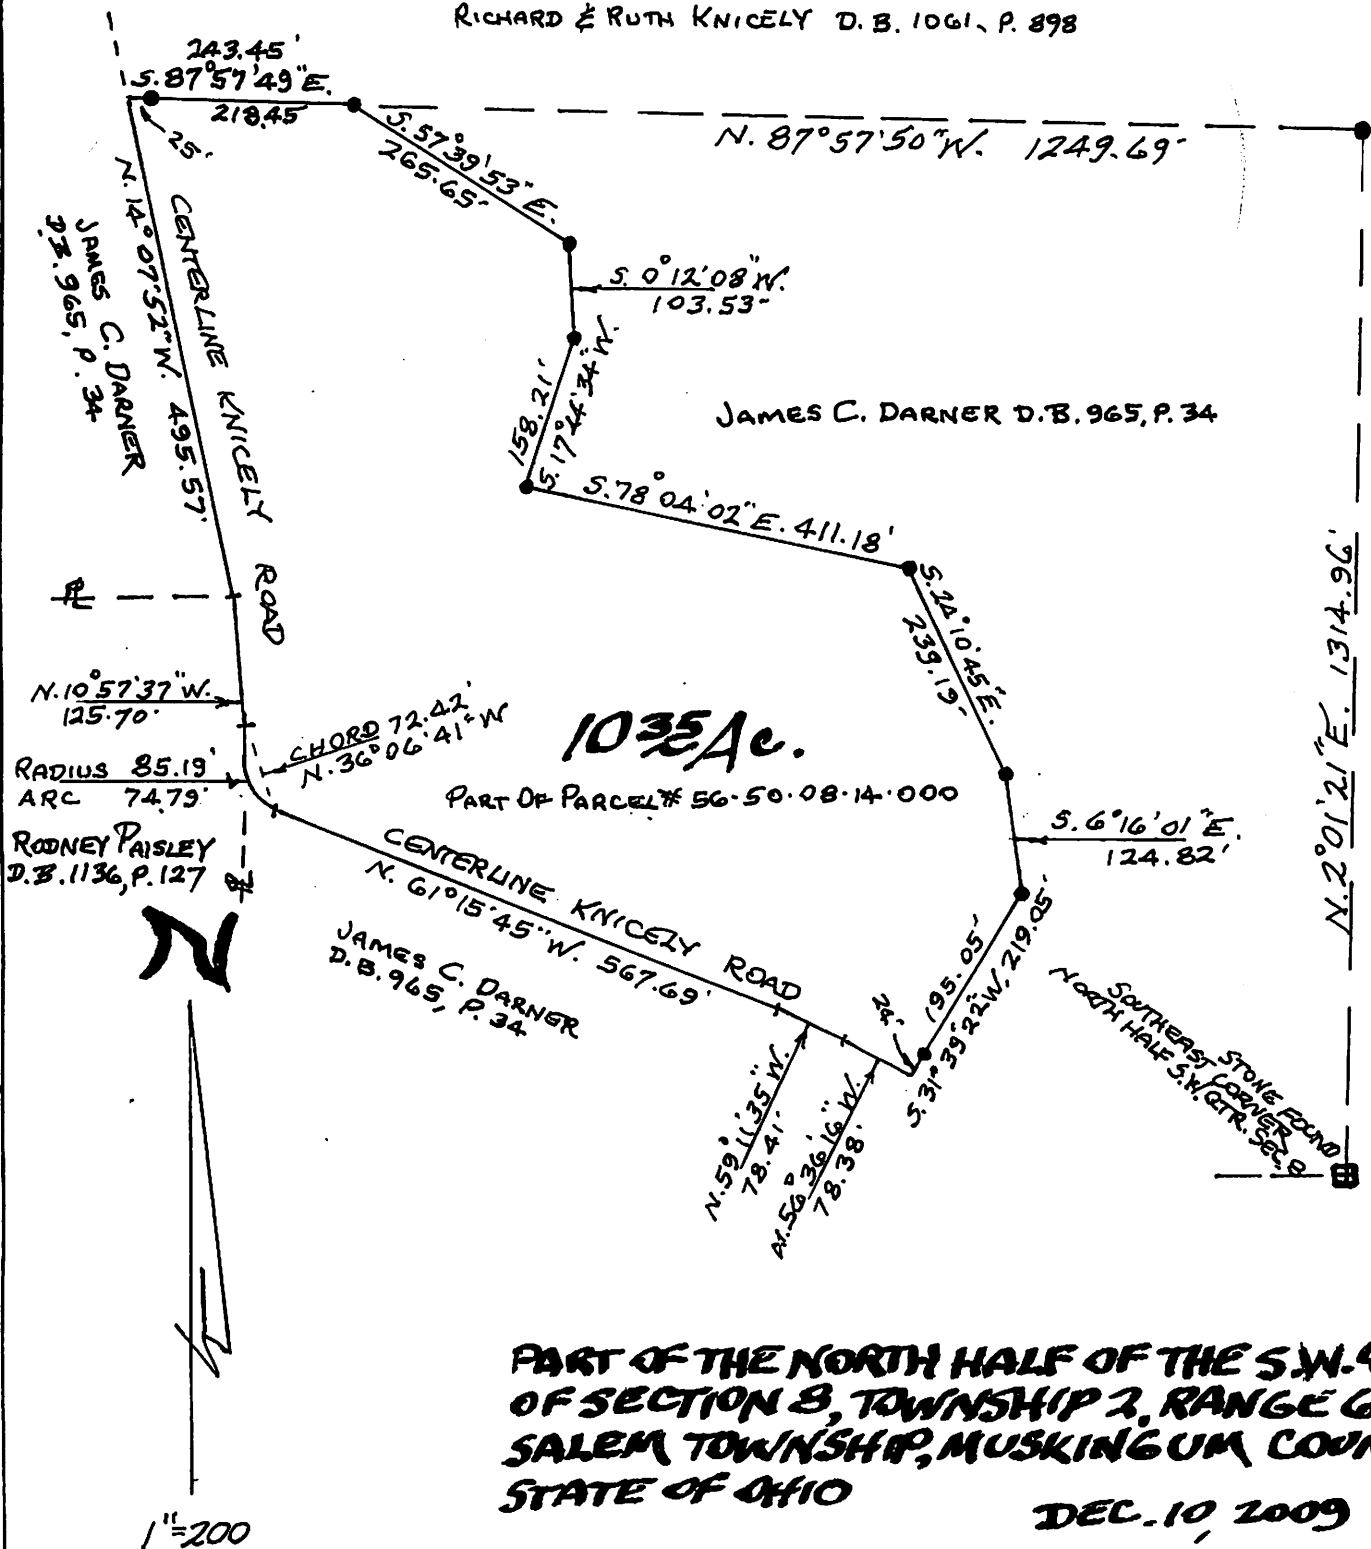 RICHARD & RUTH KNICELY D.B. 1061, P. 898
243.45'
S. 87°57'49"E.
218.45
25'
N. 87°57'50"W. 1249.69'
S. 57°39'53"E.
265.65'
S. 0°12'08"W.
103.53'
N. 14°07'52"W. 495.57'
CENTERLINE KNICELY ROAD
JAMES C. DARNER
D.B. 965, P. 34
158.21'
S. 17°44'34"W.
JAMES C. DARNER D.B. 965, P. 34
S. 78°04'02"E. 411.18'
S. 24°10'45"E.
239.19'
N. 2°01'21"E. 1314.96'
PL
N. 10°57'37"W.
125.70'
CHORD 72.42'
N. 36°06'41"W
RADIUS 85.19'
ARC 74.79'
PART OF PARCEL# 56-50-08-14-000
S. 6°16'01"E.
124.82'
RODNEY PAISLEY
D.B. 1136, P. 127
PL
CENTERLINE KNICELY ROAD
N. 61°15'45"W. 567.69'
JAMES C. DARNER
D.B. 965, P. 34
195.05'
S. 31°39'22"W. 219.05'
24'
N. 59°11'35"W.
78.41'
N. 56°36'16"W.
78.38'
STONE FOUND
SOUTHEAST CORNER
NORTH HALF S.W. QTR. SEC. 8
N
1"=200
PART OF THE NORTH HALF OF THE S.W.
OF SECTION 8, TOWNSHIP 2, RANGE 6
SALEM TOWNSHIP, MUSKINGUM COUN
STATE OF OHIO
DEC. 10, 2009